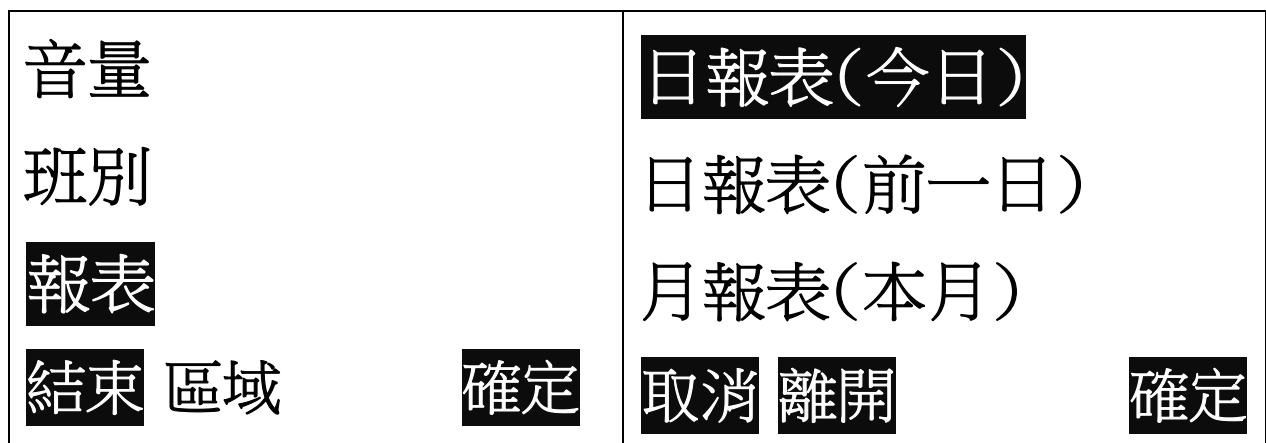 音量
班別
報表
結束 區域 確定
日報表(今日)
日報表(前一日)
月報表(本月)
取消 離開 確定